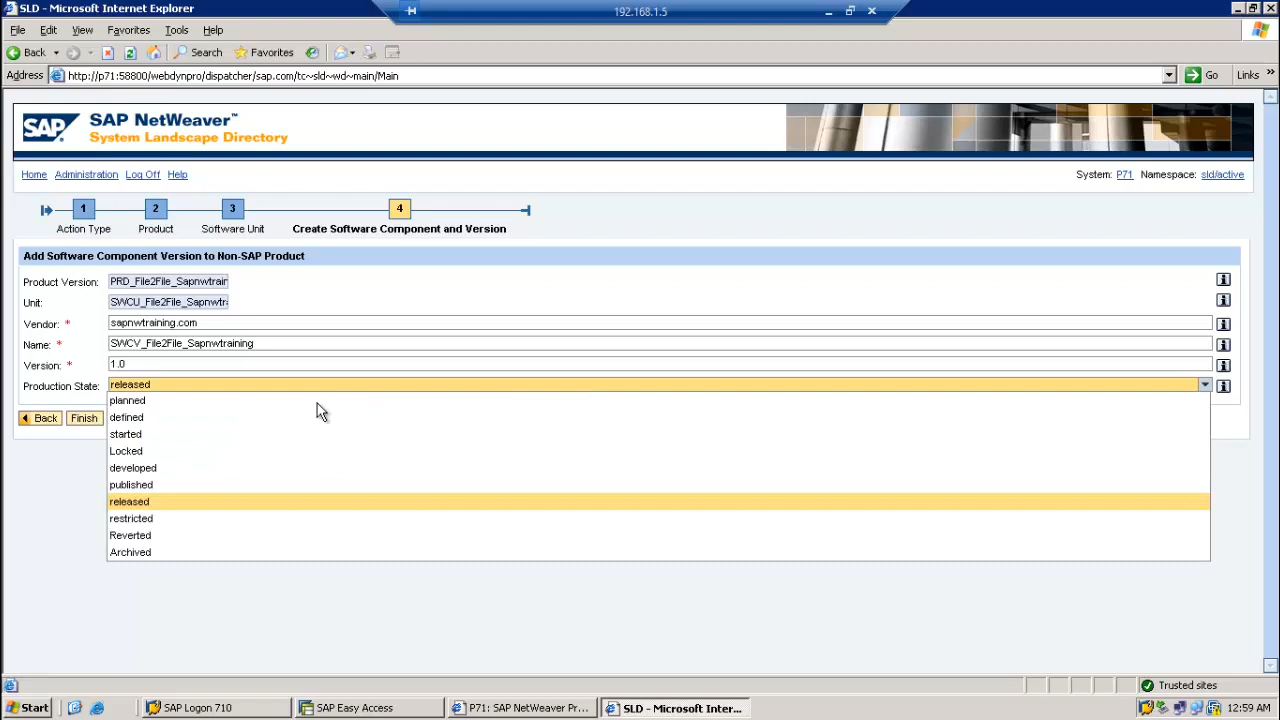 SLD - Microsoft Internet Explorer
192.168.1.5
File Edit View Favorites Tools Help
Back Search Favorites
Address http://p71:58800/webdynpro/dispatcher/sap.com/tc~sld~wd~main/Main Go Links »
SAP SAP NetWeaver™
System Landscape Directory
Home Administration Log Off Help System: P71 Namespace: sld/active
1 2 3 4
Action Type Product Software Unit Create Software Component and Version
Add Software Component Version to Non-SAP Product
Product Version: PRD_File2File_Sapnwtrain
Unit: SWCU_File2File_Sapnwtr
Vendor: * sapnwtraining.com
Name: * SWCV_File2File_Sapnwtraining
Version: * 1.0
Production State: released
planned
Back Finish
defined
started
Locked
developed
published
released
restricted
Reverted
Archived
Trusted sites
Start SAP Logon 710 SAP Easy Access P71: SAP NetWeaver Pr... SLD - Microsoft Inter... 12:59 AM